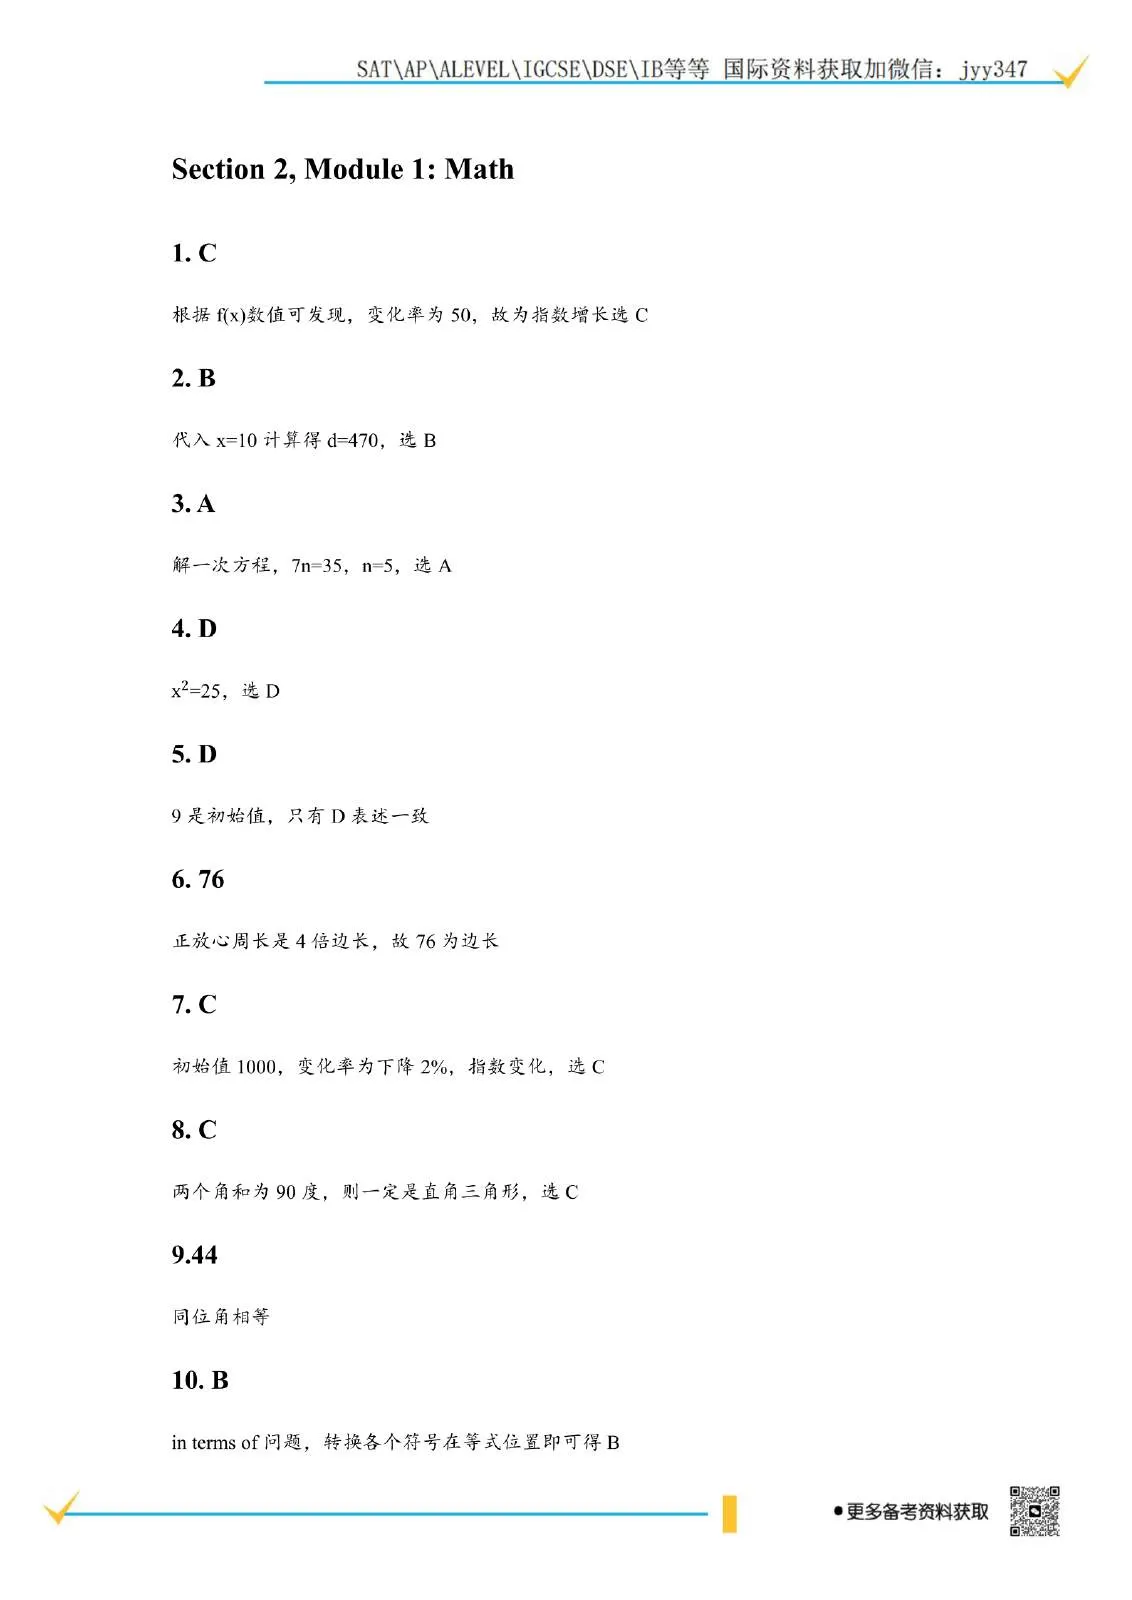 SAT\AP\ALEVEL\IGCSE\DSE\IB等等 国际资料获取加微信：jyy347
Section 2, Module 1: Math
1. C
根据 f(x)数值可发现，变化率为 50，故为指数增长选 C
2. B
代入 x=10 计算得 d=470，选 B
3. A
解一次方程，7n=35，n=5，选 A
4. D
x²=25，选 D
5. D
9 是初始值，只有 D 表述一致
6. 76
正放心周长是 4 倍边长，故 76 为边长
7. C
初始值 1000，变化率为下降 2%，指数变化，选 C
8. C
两个角和为 90 度，则一定是直角三角形，选 C
9.44
同位角相等
10. B
in terms of 问题，转换各个符号在等式位置即可得 B
•更多备考资料获取